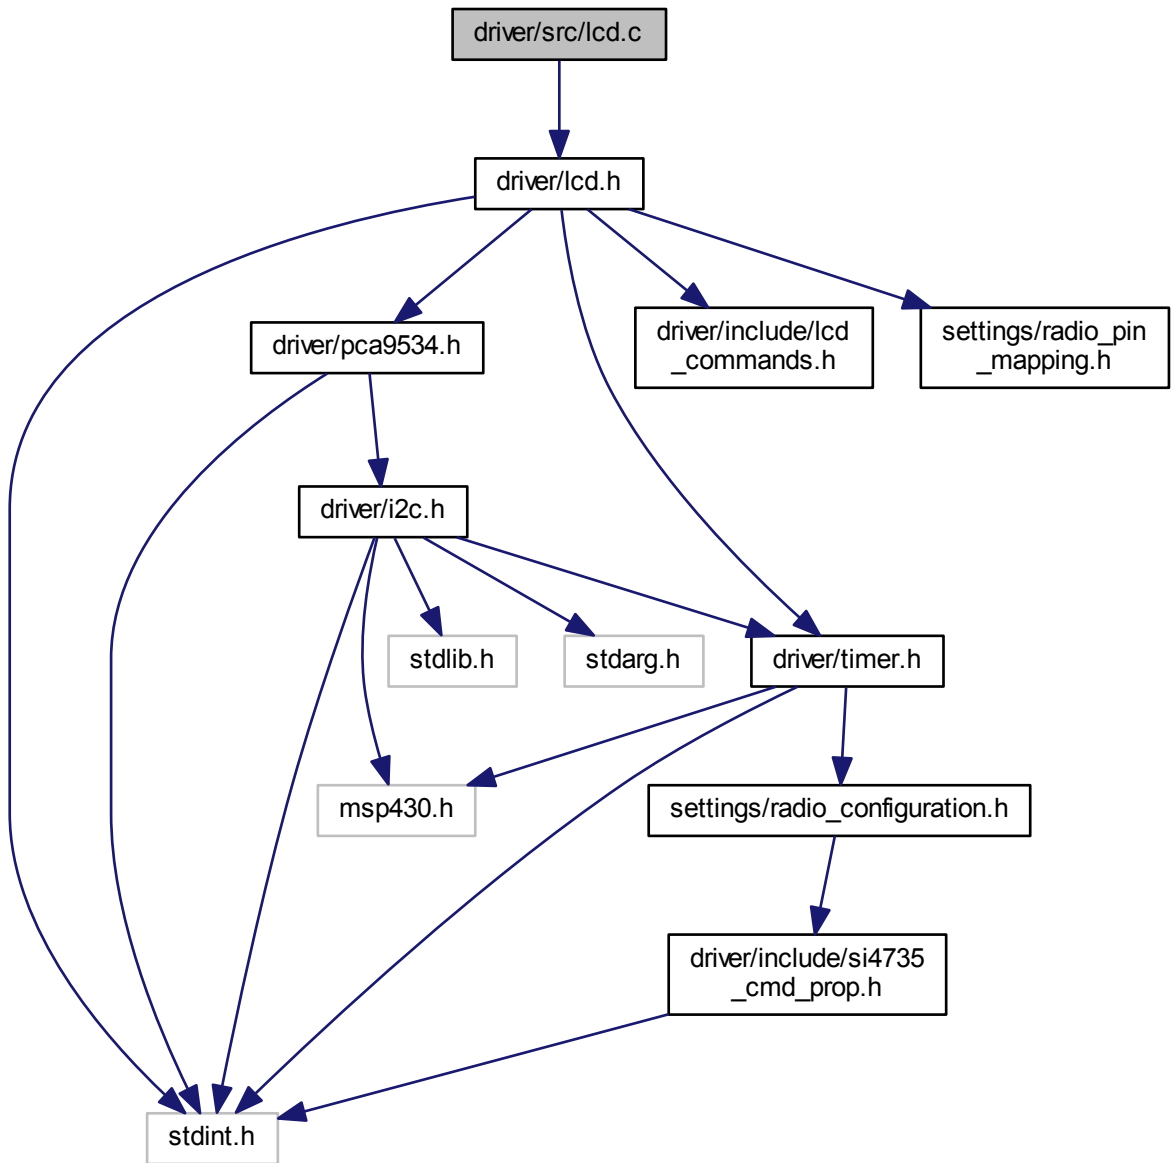 driver/src/lcd.c
driver/lcd.h
driver/pca9534.h
driver/include/lcd
_commands.h
settings/radio_pin
_mapping.h
driver/i2c.h
stdlib.h
stdarg.h
driver/timer.h
msp430.h
settings/radio_configuration.h
driver/include/si4735
_cmd_prop.h
stdint.h